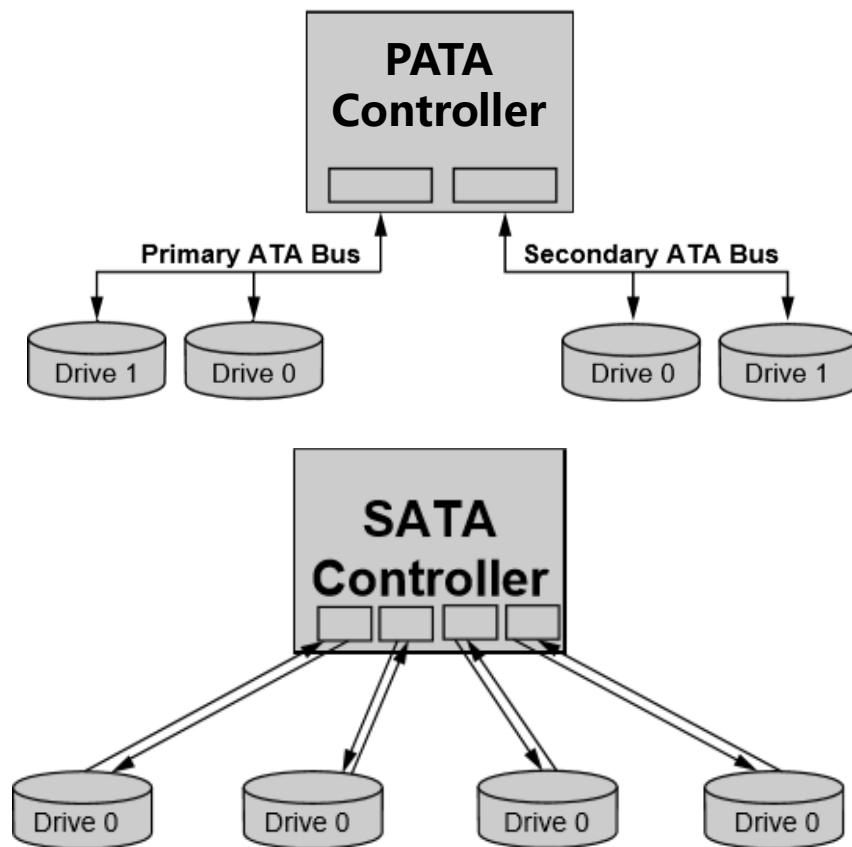 PATA
Controller
Primary ATA Bus
Secondary ATA Bus
Drive 1
Drive 0
Drive 0
Drive 1
SATA
Controller
Drive 0
Drive 0
Drive 0
Drive 0